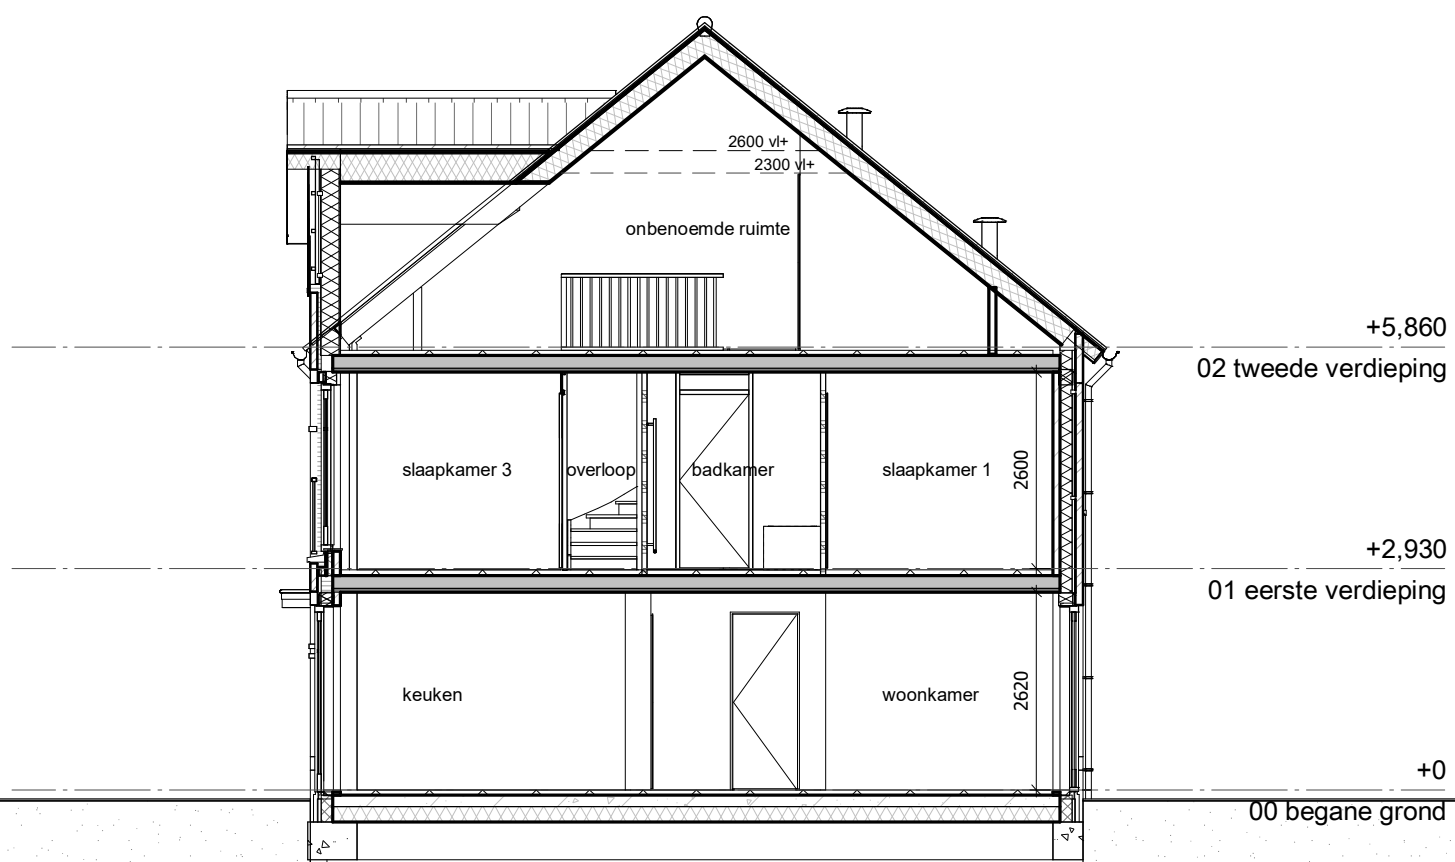 2600 vl+
2300 vl+
onbenoemde ruimte
+5,860
02 tweede verdieping
slaapkamer 3
overloop
badkamer
slaapkamer 1
2600
+2,930
01 eerste verdieping
keuken
woonkamer
2620
+0
00 begane grond